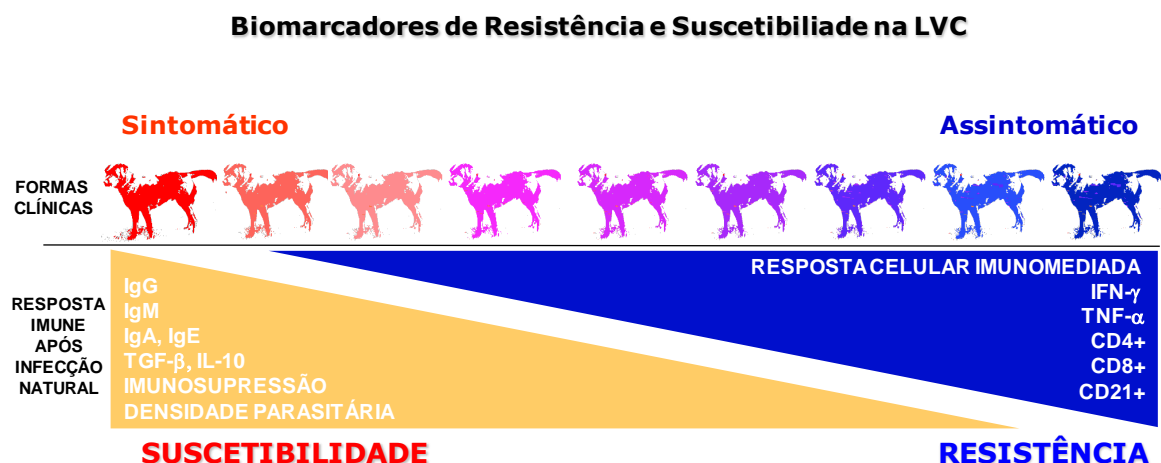 Biomarcadores de Resistência e Suscetibiliade na LVC
Sintomático
Assintomático
FORMAS
CLÍNICAS
RESPOSTA
IMUNE
APÓS
INFECÇÃO
NATURAL
IgG
IgM
IgA, IgE
TGF-β, IL-10
IMUNOSUPRESSÃO
DENSIDADE PARASITÁRIA
RESPOSTA CELULAR IMUNOMEDIADA
IFN-γ
TNF-α
CD4+
CD8+
CD21+
SUSCETIBILIDADE
RESISTÊNCIA